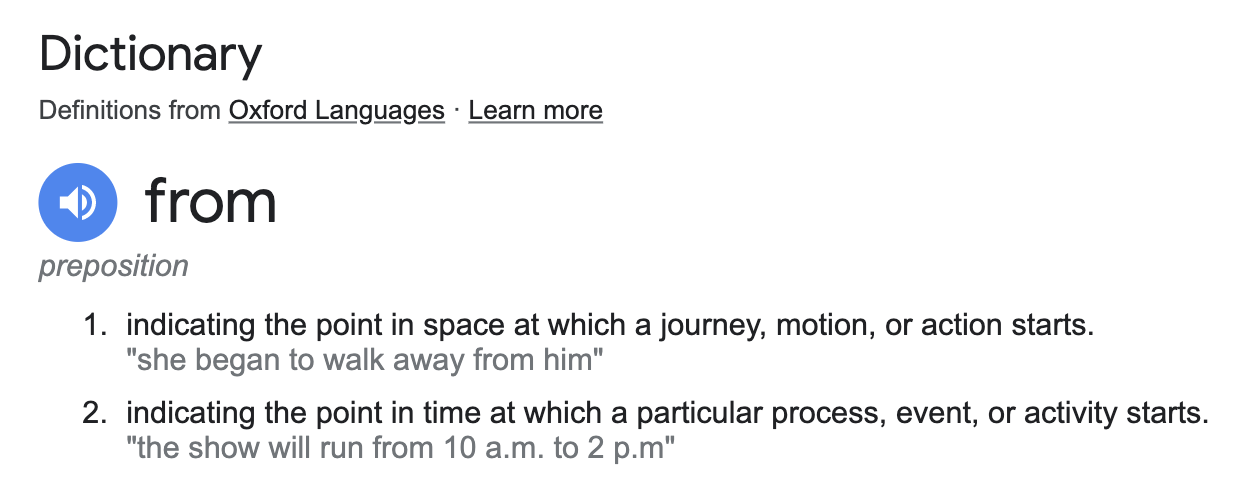 Dictionary
Definitions from Oxford Languages · Learn more
from
preposition
1. indicating the point in space at which a journey, motion, or action starts.
"she began to walk away from him"
2. indicating the point in time at which a particular process, event, or activity starts.
"the show will run from 10 a.m. to 2 p.m"